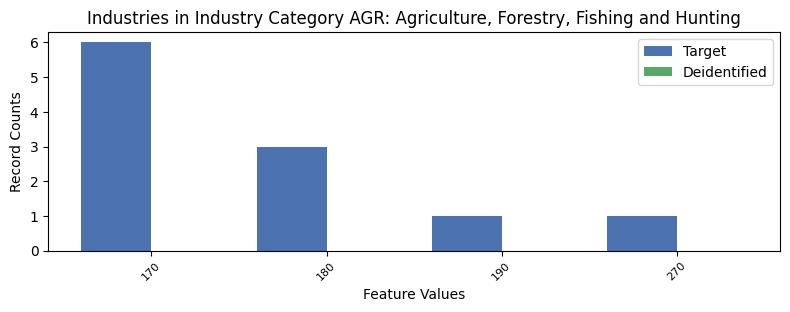 Industries in Industry Category AGR: Agriculture, Forestry, Fishing and Hunting
Target
Deidentified
Record Counts
6
5
4
3
2
1
0
170
180
190
270
Feature Values